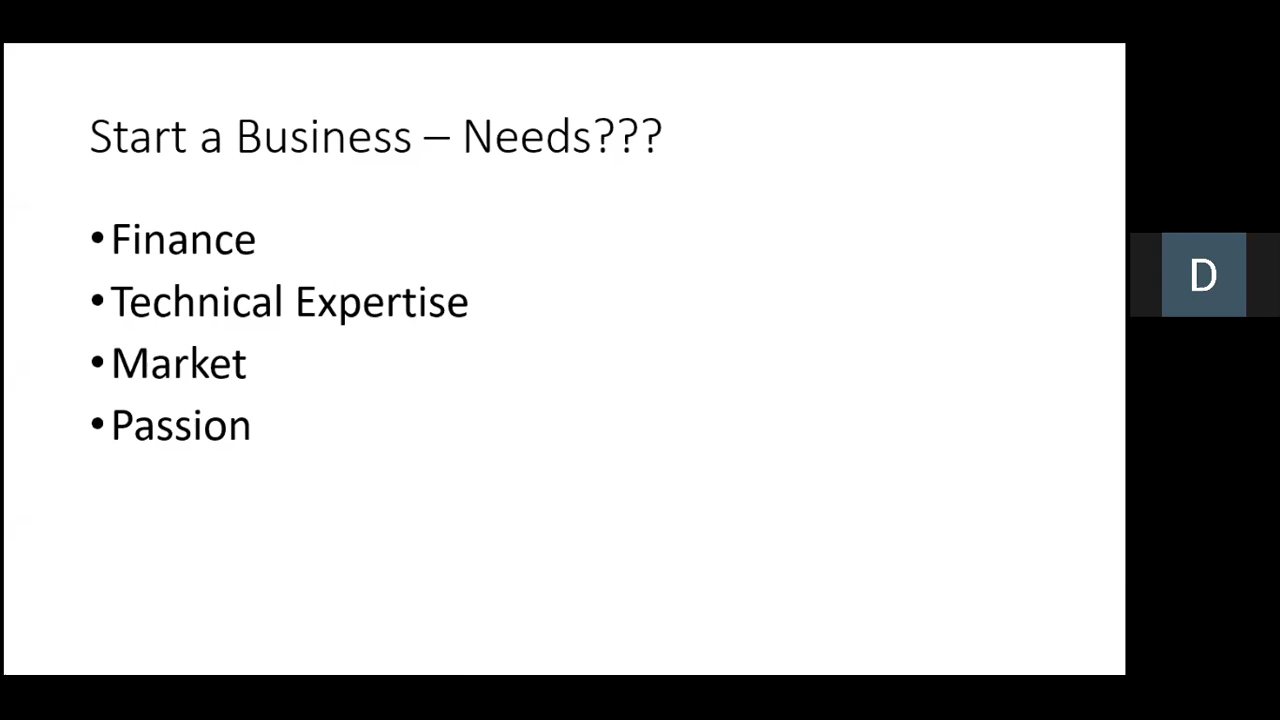 Start a Business – Needs???
•Finance
•Technical Expertise
•Market
•Passion
D